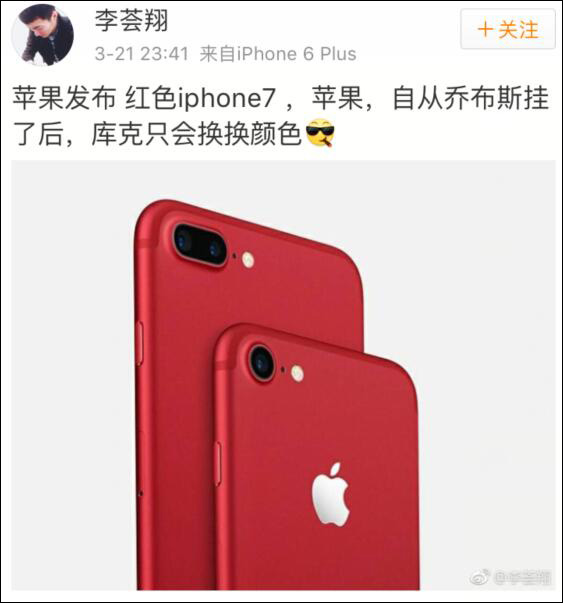 李荟翔
3-21 23:41 来自iPhone 6 Plus
+关注
苹果发布 红色iphone7 ，苹果，自从乔布斯挂
了后，库克只会换换颜色
@李荟翔